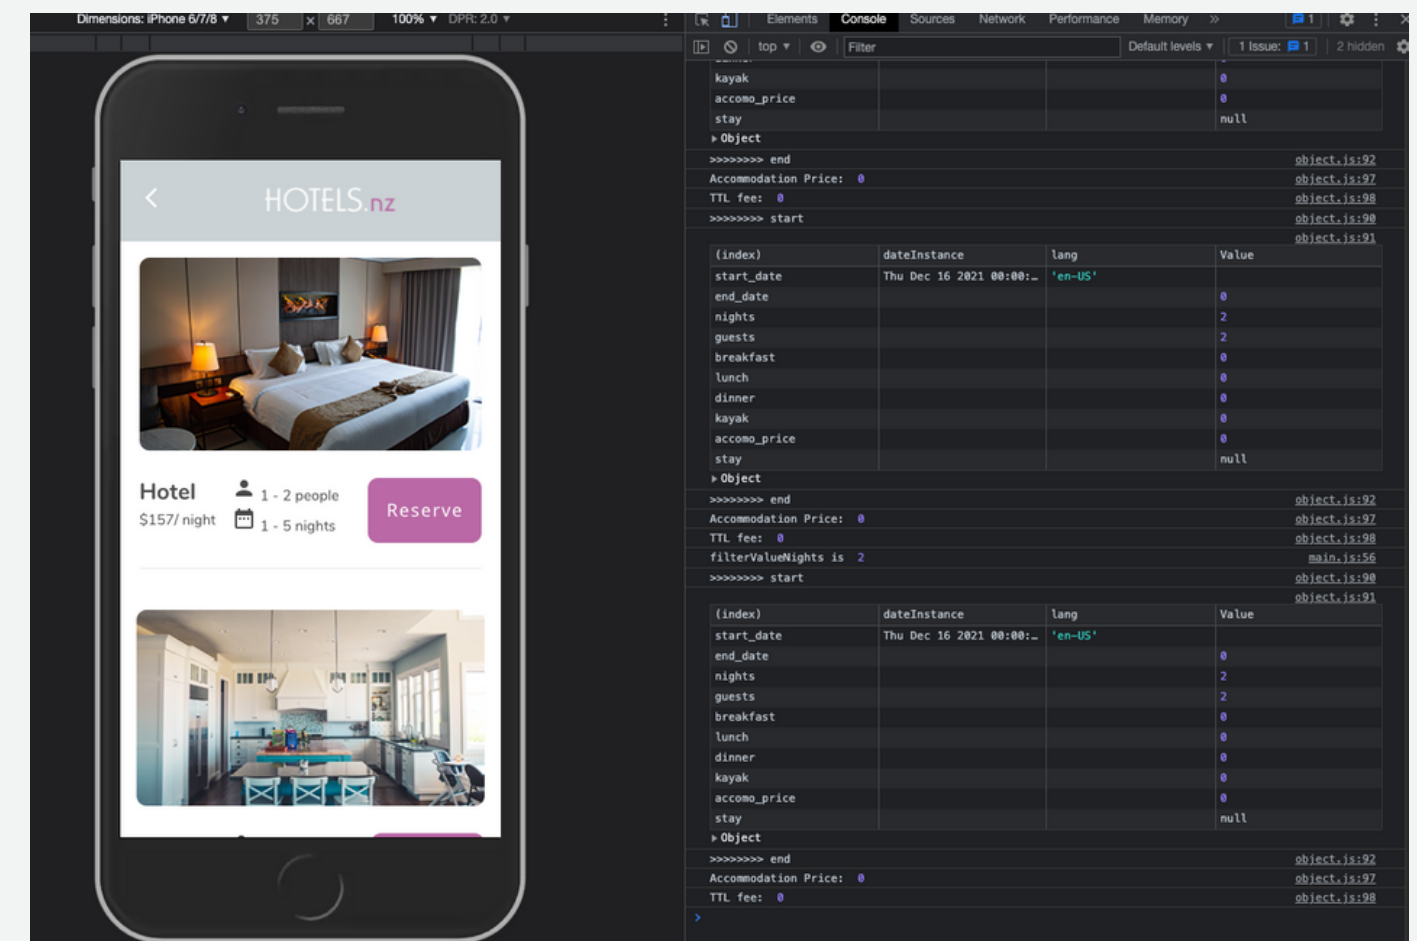 Dimensions: iPhone 6/7/8 ▼ 375 x 667 100% ▼ DPR: 2.0 ▼
HOTELS.nz
Hotel
$157/ night
1 - 2 people
1 - 5 nights
Reserve
Elements Console Sources Network Performance Memory » 1
top ▼ Filter Default levels ▼ 1 Issue: 1 2 hidden
kayak 0
accomo_price 0
stay null
▸ Object
>>>>>>>> end object.js:92
Accommodation Price: 0 object.js:97
TTL fee: 0 object.js:98
>>>>>>>> start object.js:90
object.js:91
(index) dateInstance lang Value
start_date Thu Dec 16 2021 00:00:… 'en-US'
end_date 0
nights 2
guests 2
breakfast 0
lunch 0
dinner 0
kayak 0
accomo_price 0
stay null
▸ Object
>>>>>>>> end object.js:92
Accommodation Price: 0 object.js:97
TTL fee: 0 object.js:98
filterValueNights is 2 main.js:56
>>>>>>>> start object.js:90
object.js:91
(index) dateInstance lang Value
start_date Thu Dec 16 2021 00:00:… 'en-US'
end_date 0
nights 2
guests 2
breakfast 0
lunch 0
dinner 0
kayak 0
accomo_price 0
stay null
▸ Object
>>>>>>>> end object.js:92
Accommodation Price: 0 object.js:97
TTL fee: 0 object.js:98
>